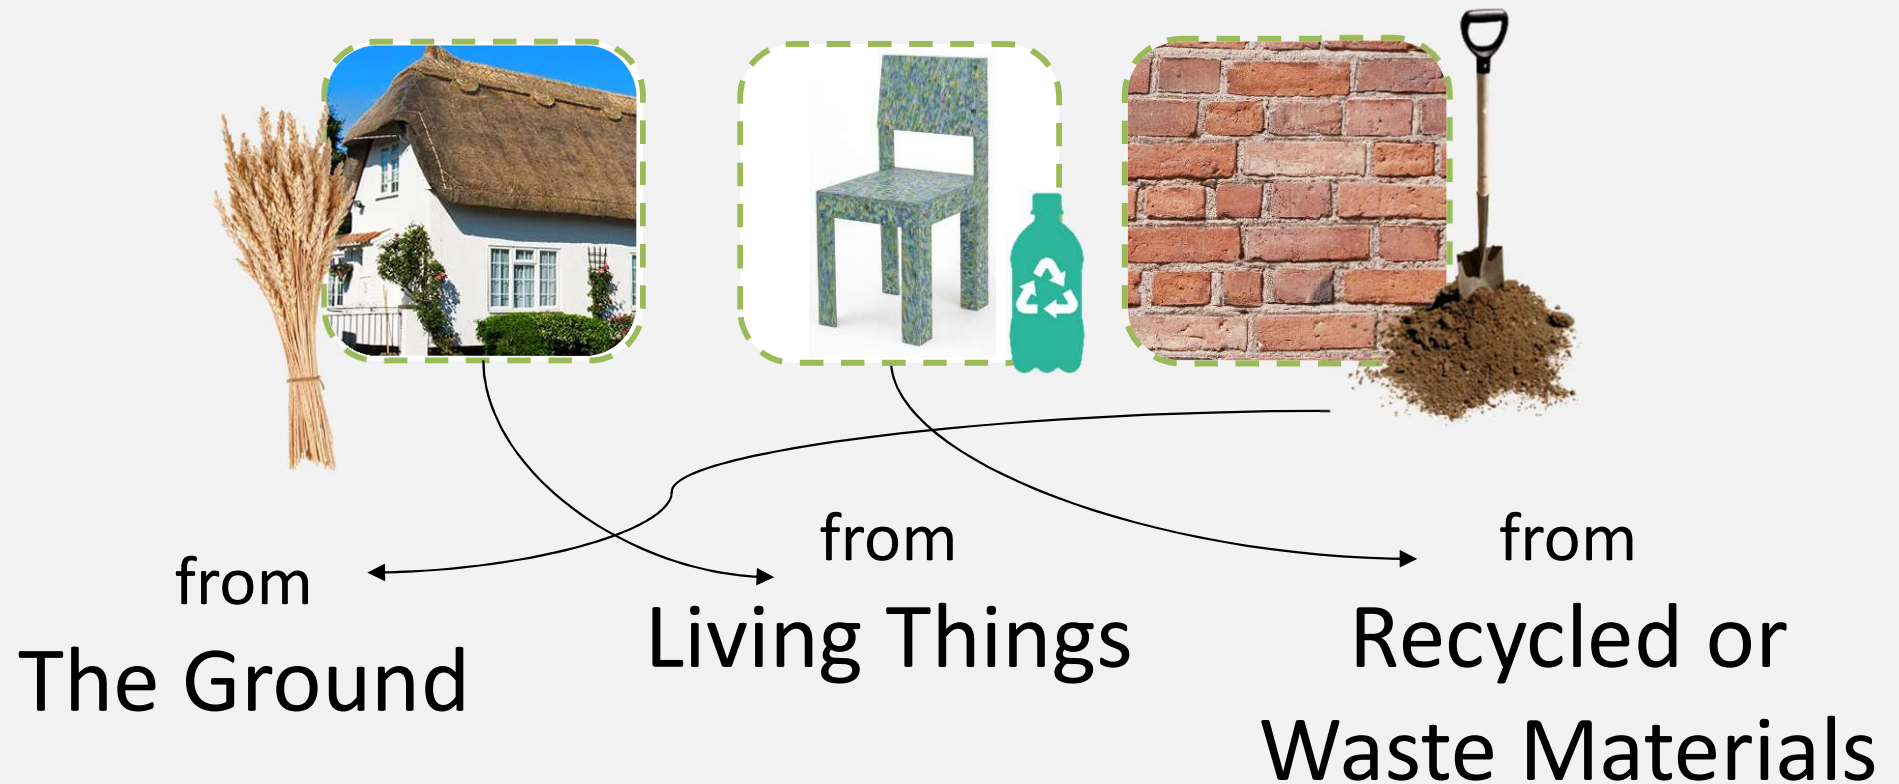 from
The Ground
from
Living Things
from
Recycled or
Waste Materials